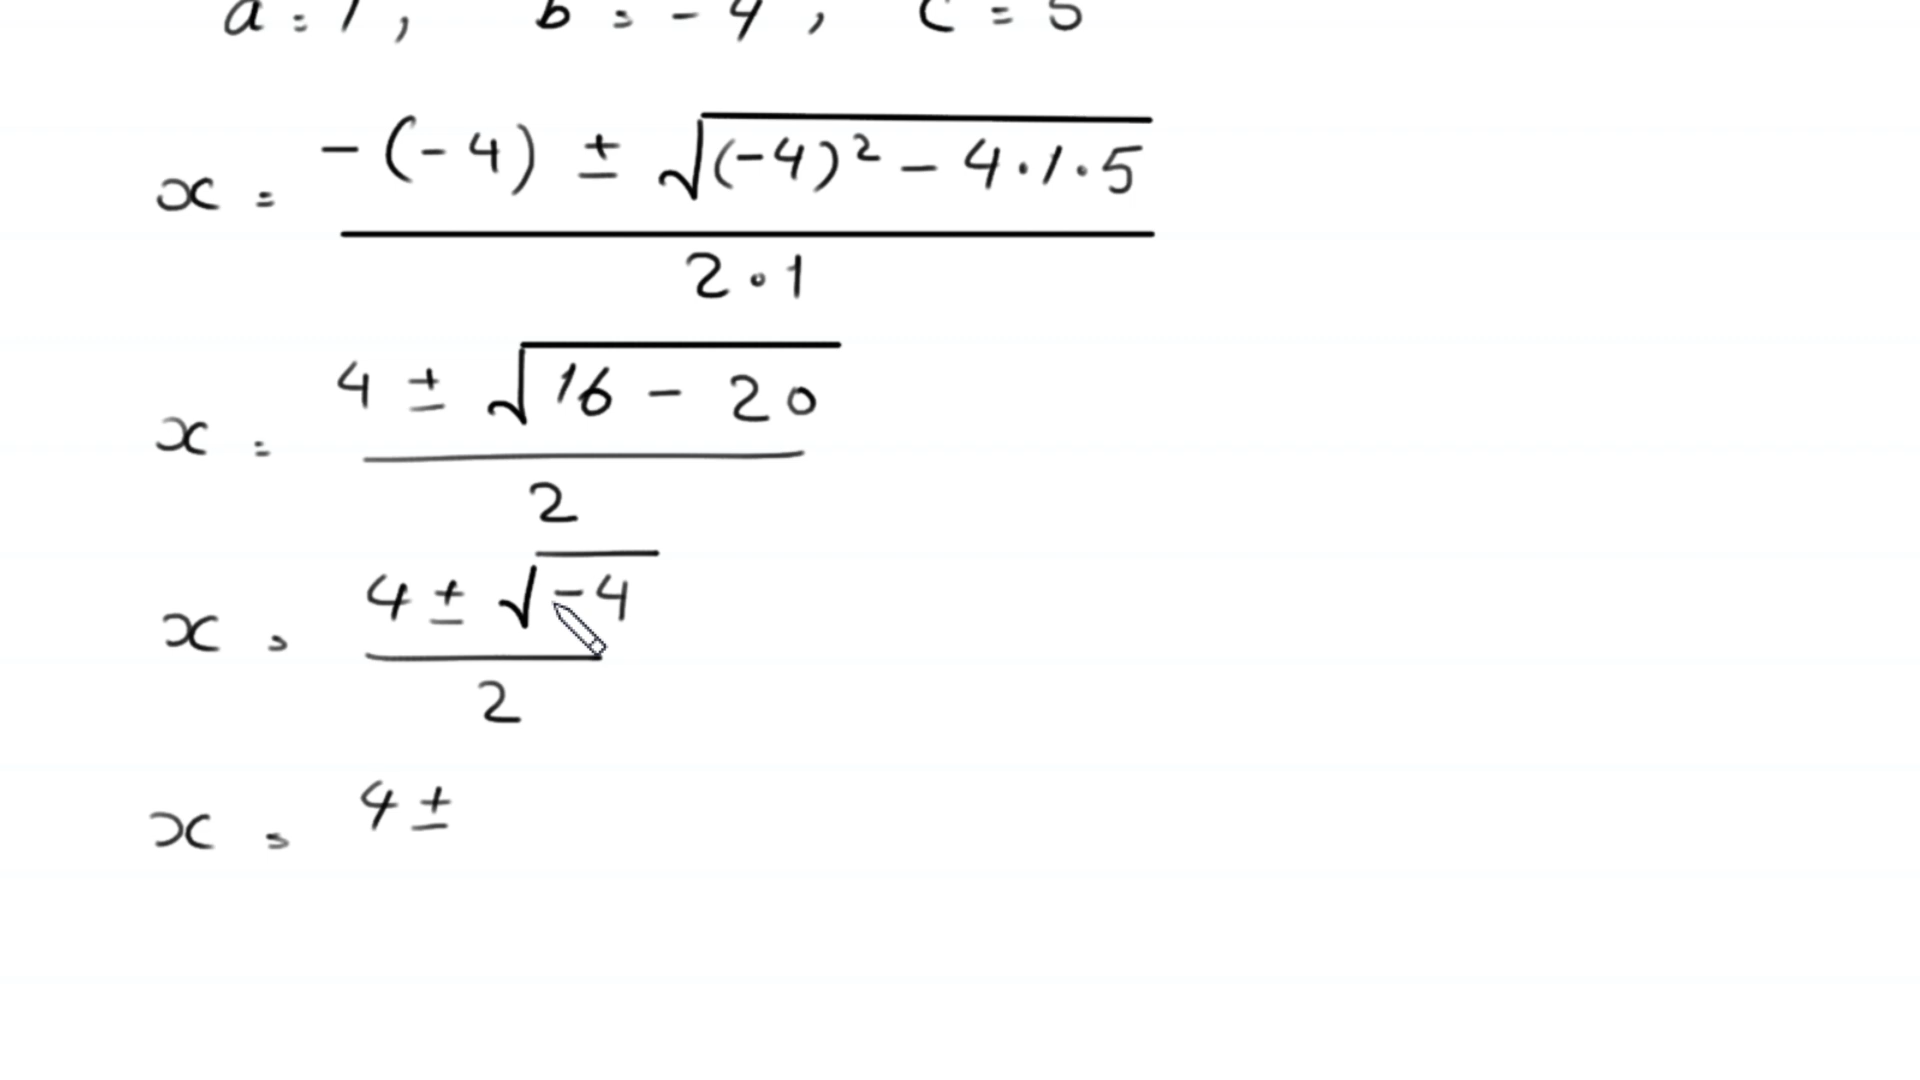 a = 1, b = -4, c = 5
x = (-(-4) ± √((-4)² - 4·1·5)) / (2·1)
x = (4 ± √(16 - 20)) / 2
x = (4 ± √(-4)) / 2
x = 4 ±